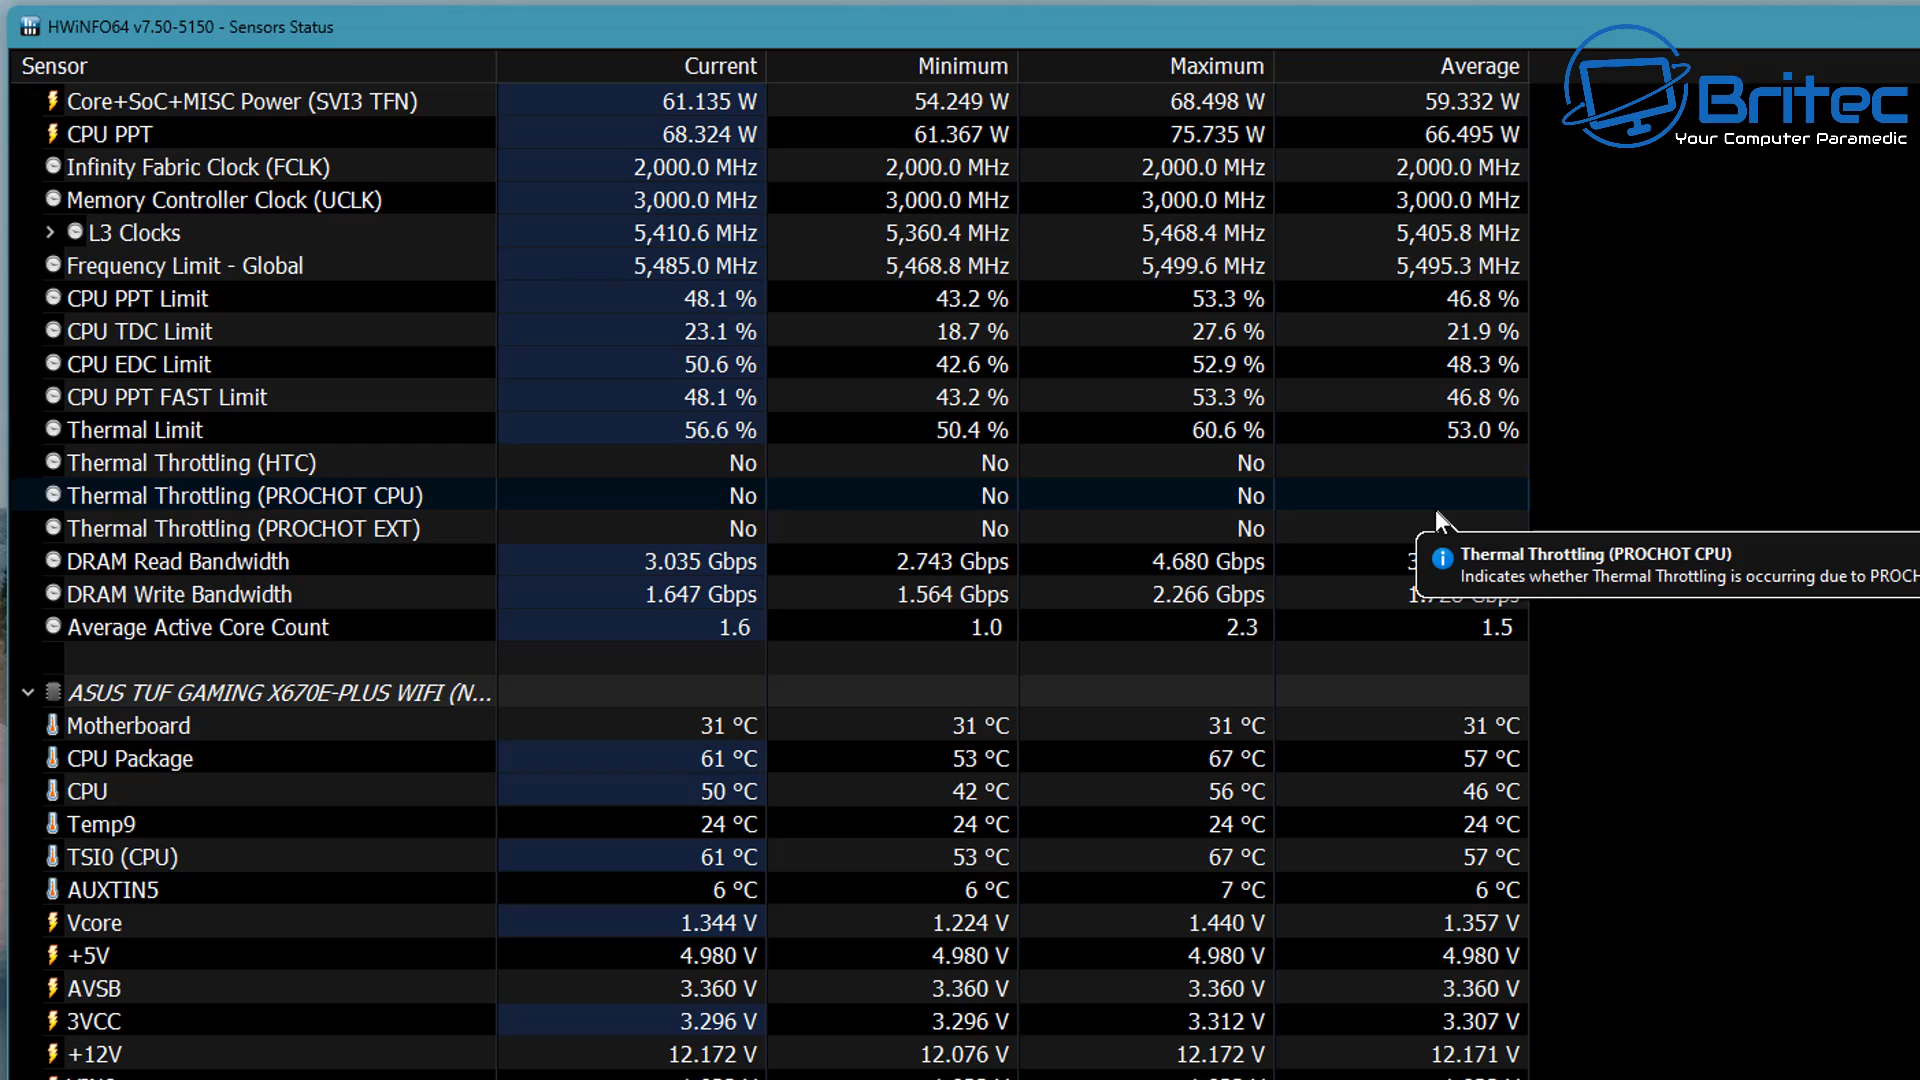 HWiNFO64 v7.50-5150 - Sensors Status
Sensor Current Minimum Maximum Average
Britec
Your Computer Paramedic
Core+SoC+MISC Power (SVI3 TFN) 61.135 W 54.249 W 68.498 W 59.332 W
CPU PPT 68.324 W 61.367 W 75.735 W 66.495 W
Infinity Fabric Clock (FCLK) 2,000.0 MHz 2,000.0 MHz 2,000.0 MHz 2,000.0 MHz
Memory Controller Clock (UCLK) 3,000.0 MHz 3,000.0 MHz 3,000.0 MHz 3,000.0 MHz
L3 Clocks 5,410.6 MHz 5,360.4 MHz 5,468.4 MHz 5,405.8 MHz
Frequency Limit - Global 5,485.0 MHz 5,468.8 MHz 5,499.6 MHz 5,495.3 MHz
CPU PPT Limit 48.1 % 43.2 % 53.3 % 46.8 %
CPU TDC Limit 23.1 % 18.7 % 27.6 % 21.9 %
CPU EDC Limit 50.6 % 42.6 % 52.9 % 48.3 %
CPU PPT FAST Limit 48.1 % 43.2 % 53.3 % 46.8 %
Thermal Limit 56.6 % 50.4 % 60.6 % 53.0 %
Thermal Throttling (HTC) No No No
Thermal Throttling (PROCHOT CPU) No No No
Thermal Throttling (PROCHOT EXT) No No No
Thermal Throttling (PROCHOT CPU)
Indicates whether Thermal Throttling is occurring due to PROCH
DRAM Read Bandwidth 3.035 Gbps 2.743 Gbps 4.680 Gbps
DRAM Write Bandwidth 1.647 Gbps 1.564 Gbps 2.266 Gbps
Average Active Core Count 1.6 1.0 2.3 1.5
ASUS TUF GAMING X670E-PLUS WIFI (N...
Motherboard 31 °C 31 °C 31 °C 31 °C
CPU Package 61 °C 53 °C 67 °C 57 °C
CPU 50 °C 42 °C 56 °C 46 °C
Temp9 24 °C 24 °C 24 °C 24 °C
TSI0 (CPU) 61 °C 53 °C 67 °C 57 °C
AUXTIN5 6 °C 6 °C 7 °C 6 °C
Vcore 1.344 V 1.224 V 1.440 V 1.357 V
+5V 4.980 V 4.980 V 4.980 V 4.980 V
AVSB 3.360 V 3.360 V 3.360 V 3.360 V
3VCC 3.296 V 3.296 V 3.312 V 3.307 V
+12V 12.172 V 12.076 V 12.172 V 12.171 V